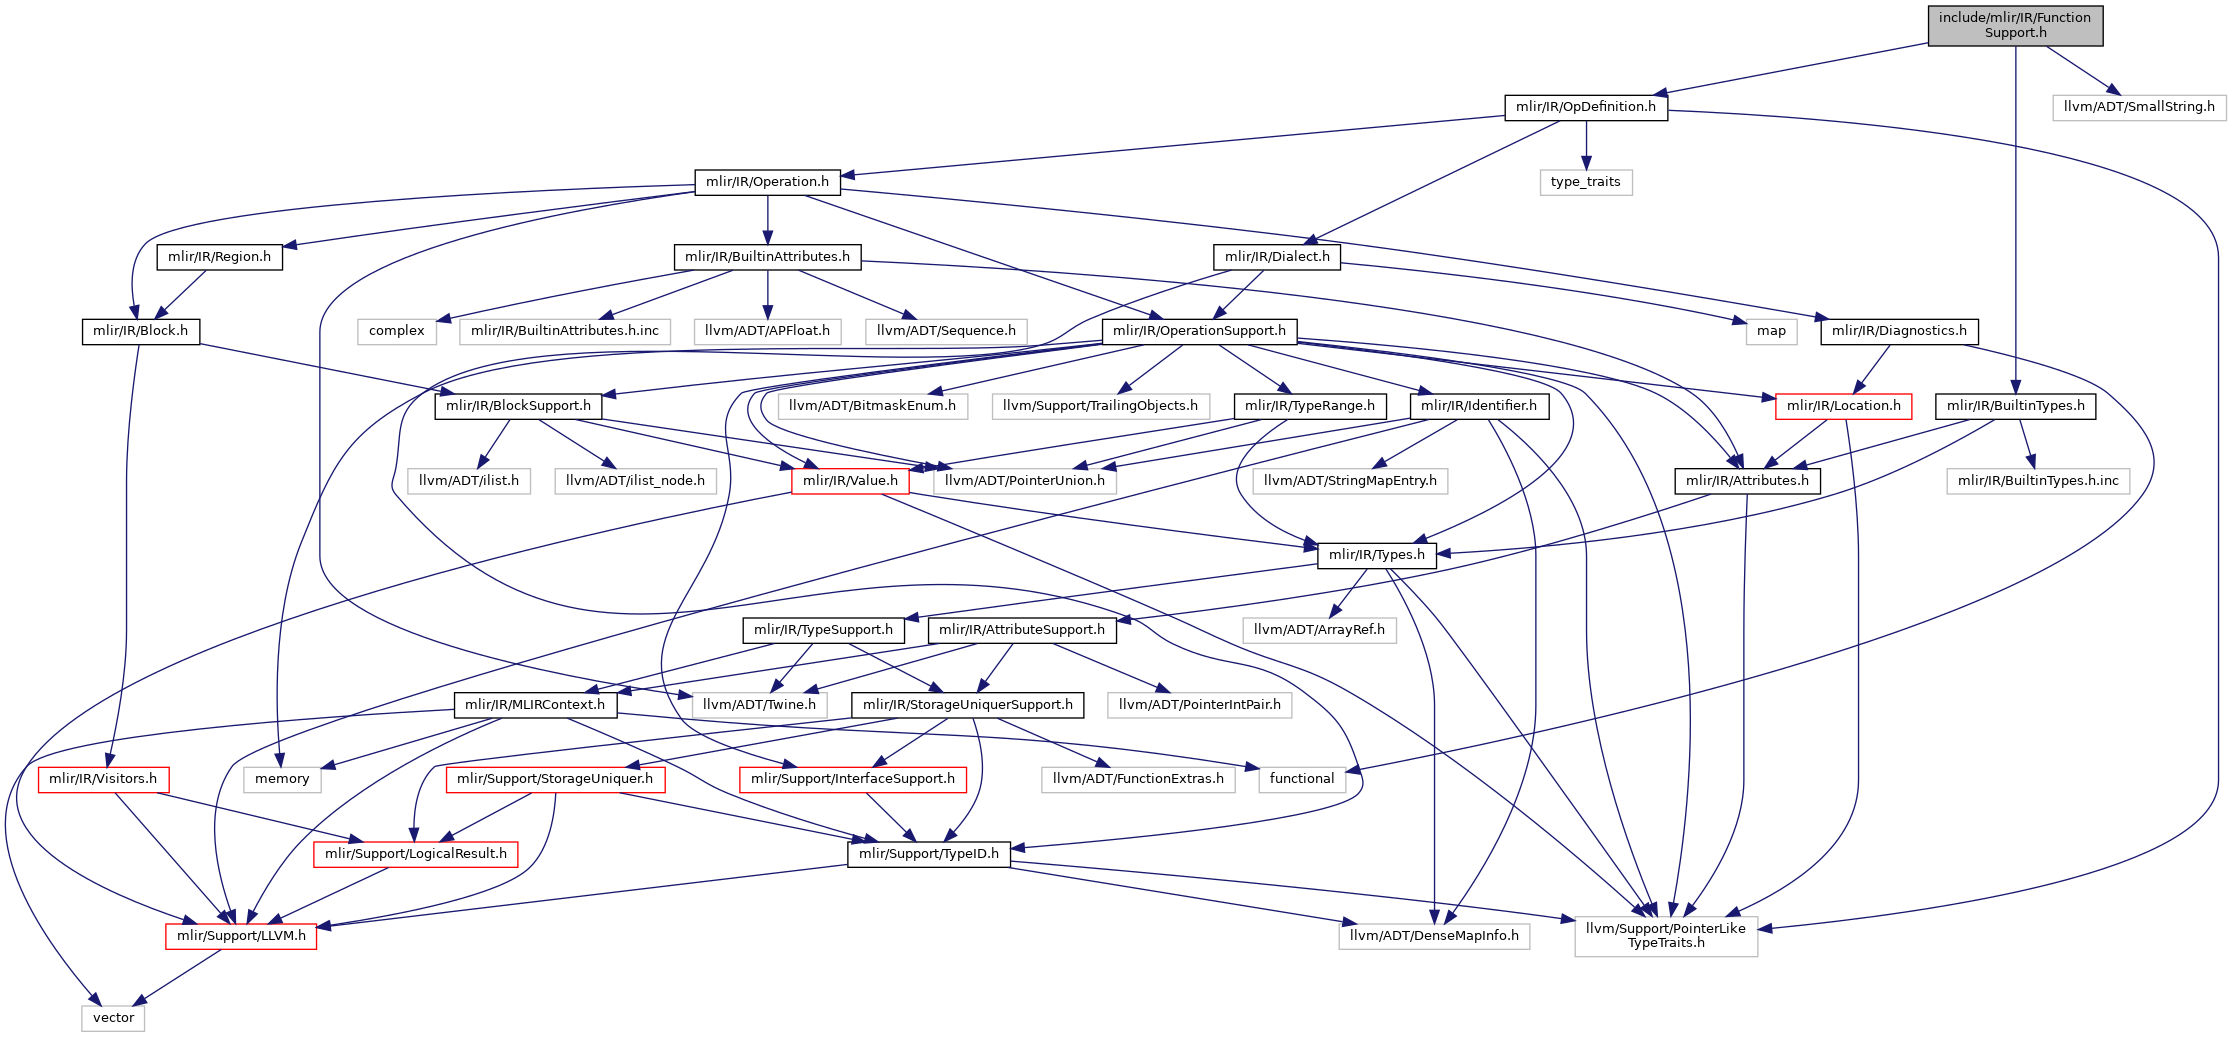 include/mlir/IR/Function
Support.h
mlir/IR/OpDefinition.h
llvm/ADT/SmallString.h
mlir/IR/Operation.h
type_traits
mlir/IR/Region.h
mlir/IR/BuiltinAttributes.h
mlir/IR/Dialect.h
mlir/IR/Block.h
complex
mlir/IR/BuiltinAttributes.h.inc
llvm/ADT/APFloat.h
llvm/ADT/Sequence.h
mlir/IR/OperationSupport.h
map
mlir/IR/Diagnostics.h
mlir/IR/BlockSupport.h
llvm/ADT/BitmaskEnum.h
llvm/Support/TrailingObjects.h
mlir/IR/TypeRange.h
mlir/IR/Identifier.h
mlir/IR/Location.h
mlir/IR/BuiltinTypes.h
llvm/ADT/ilist.h
llvm/ADT/ilist_node.h
mlir/IR/Value.h
llvm/ADT/PointerUnion.h
llvm/ADT/StringMapEntry.h
mlir/IR/Attributes.h
mlir/IR/BuiltinTypes.h.inc
mlir/IR/Types.h
mlir/IR/TypeSupport.h
mlir/IR/AttributeSupport.h
llvm/ADT/ArrayRef.h
mlir/IR/MLIRContext.h
llvm/ADT/Twine.h
mlir/IR/StorageUniquerSupport.h
llvm/ADT/PointerIntPair.h
mlir/IR/Visitors.h
memory
mlir/Support/StorageUniquer.h
mlir/Support/InterfaceSupport.h
llvm/ADT/FunctionExtras.h
functional
mlir/Support/LogicalResult.h
mlir/Support/TypeID.h
mlir/Support/LLVM.h
llvm/ADT/DenseMapInfo.h
llvm/Support/PointerLike
TypeTraits.h
vector